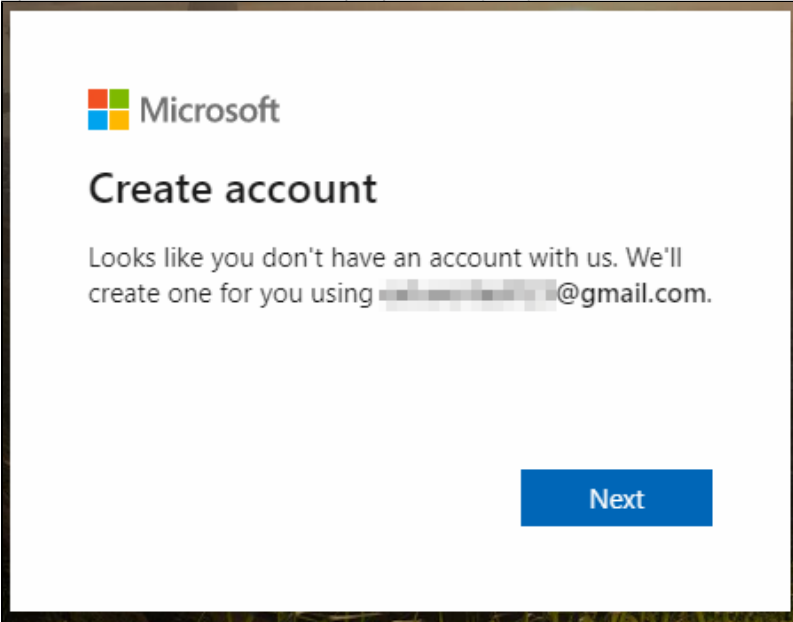 Microsoft
Create account
Looks like you don't have an account with us. We'll
create one for you using @gmail.com.
Next